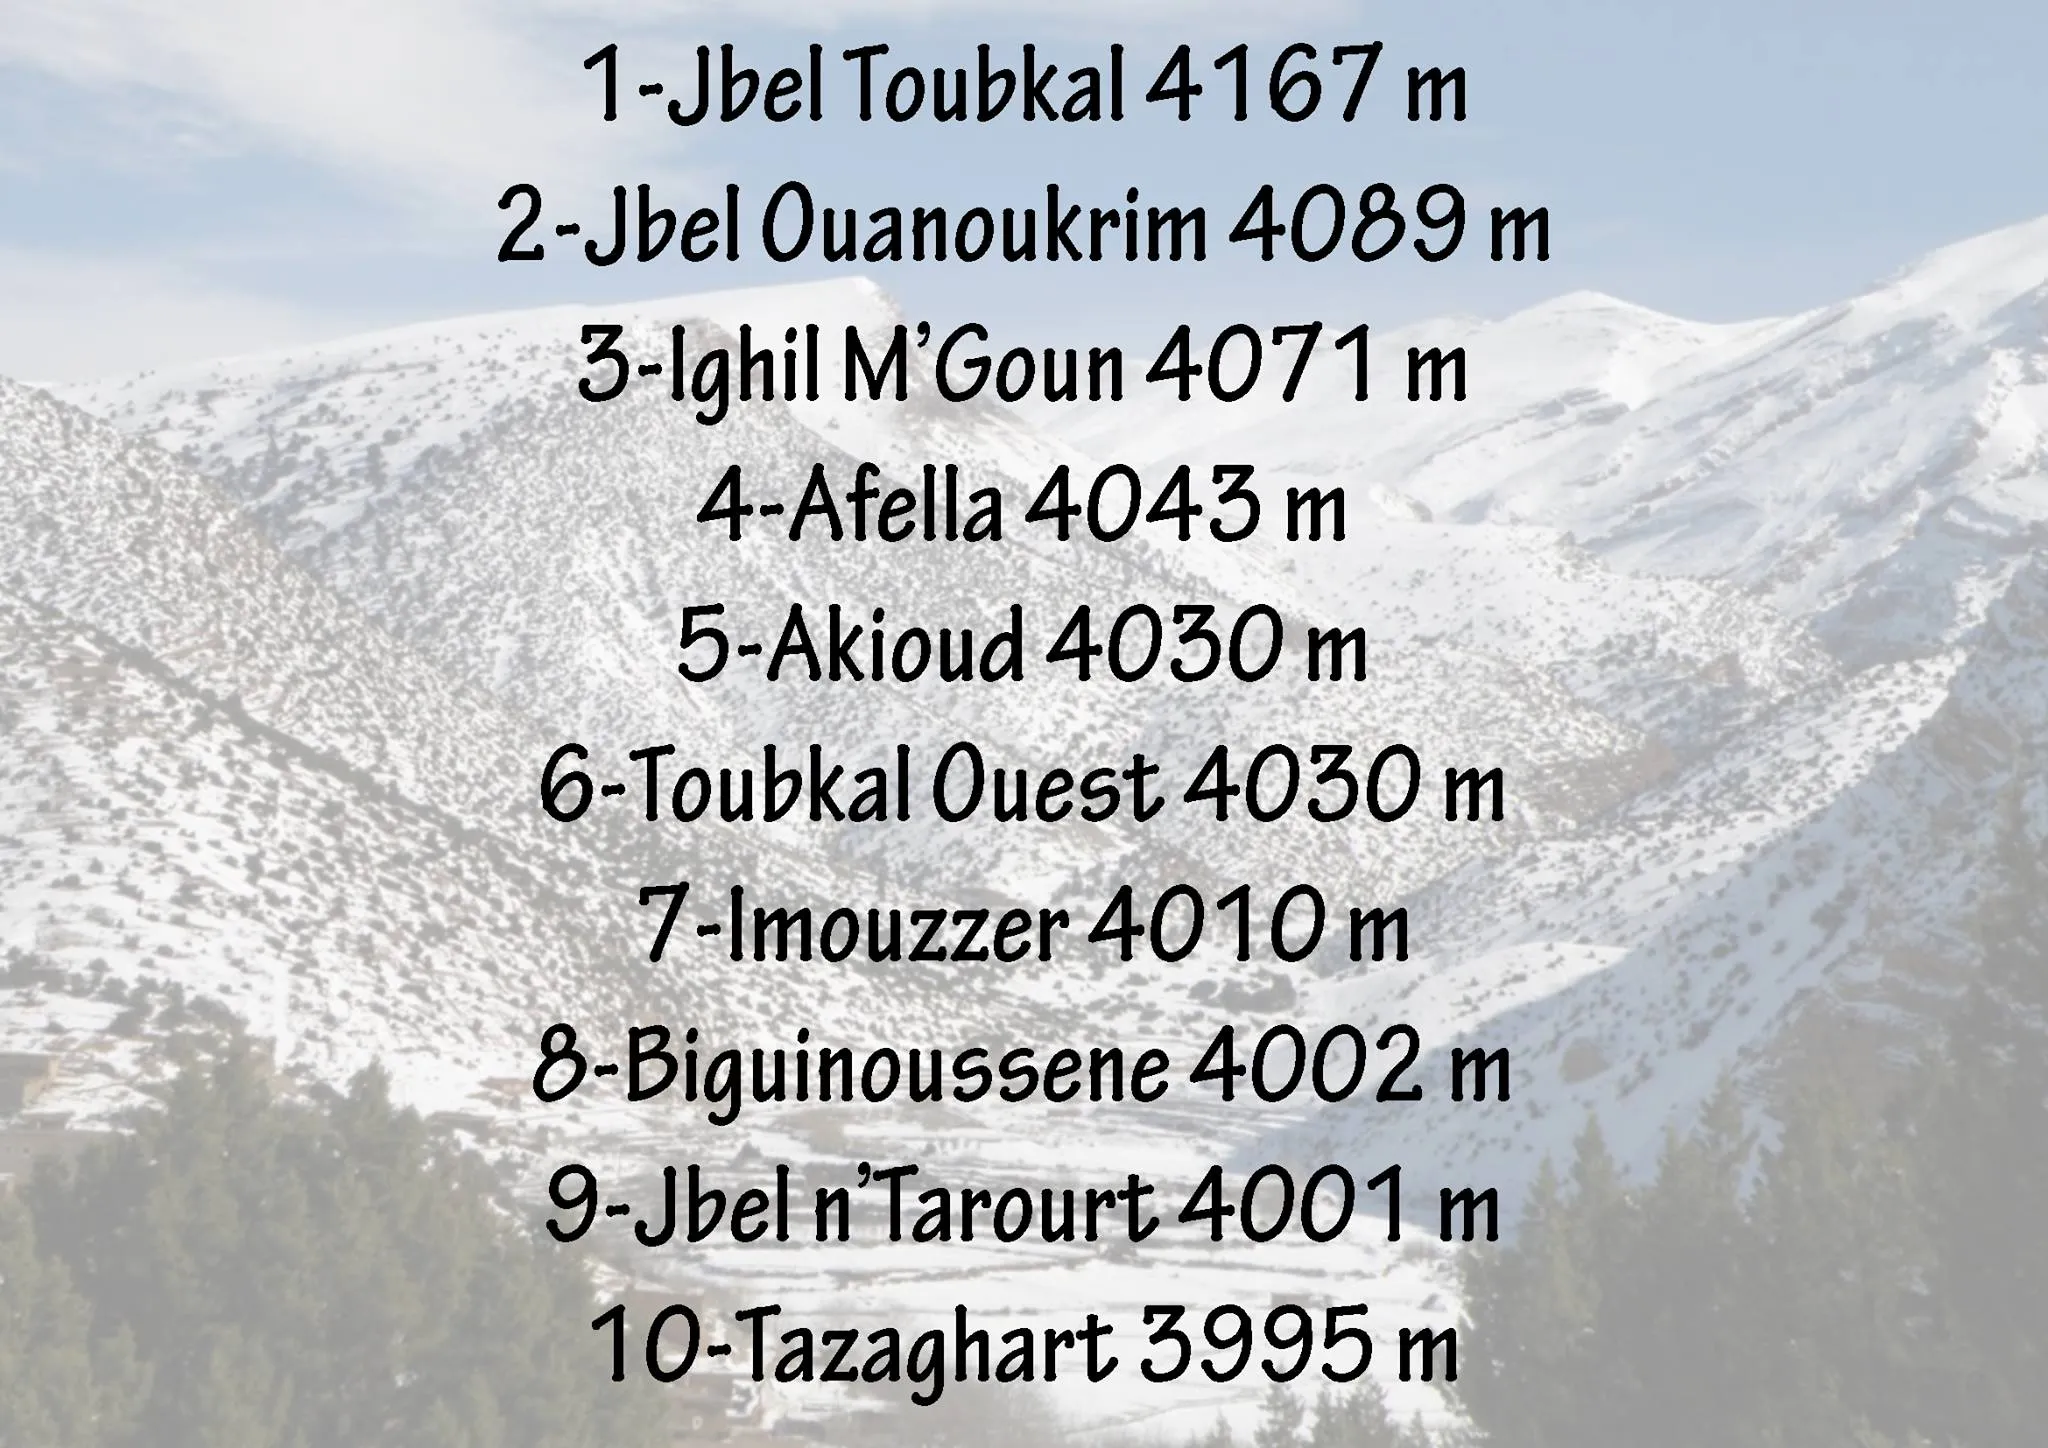 1-Jbel Toubkal 4167 m
2-Jbel Ouanoukrim 4089 m
3-Ighil M’Goun 4071 m
4-Afella 4043 m
5-Akioud 4030 m
6-Toubkal Ouest 4030 m
7-Imouzzer 4010 m
8-Biguinoussene 4002 m
9-Jbel n’Tarourt 4001 m
10-Tazaghart 3995 m